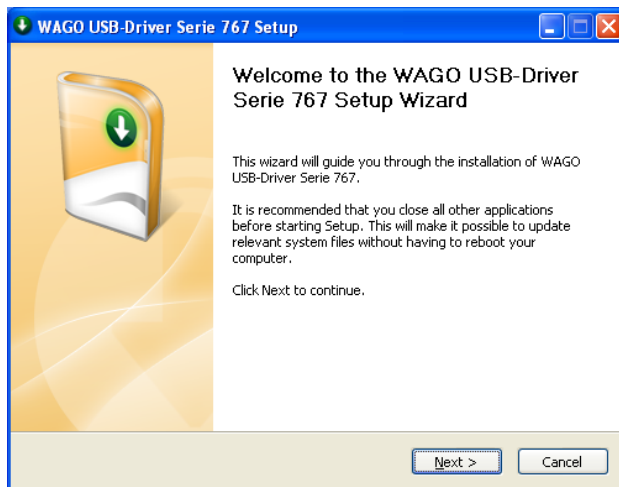 WAGO USB-Driver Serie 767 Setup
Welcome to the WAGO USB-Driver
Serie 767 Setup Wizard
This wizard will guide you through the installation of WAGO
USB-Driver Serie 767.
It is recommended that you close all other applications
before starting Setup. This will make it possible to update
relevant system files without having to reboot your
computer.
Click Next to continue.
Next >
Cancel